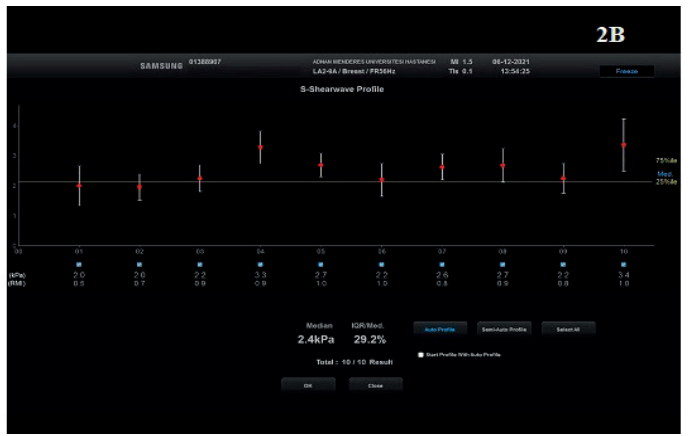 2B
SAMSUNG 01388907 ADNAN MENDERES UNIVERSITESI HASTANESI MI 1.5 06-12-2021
LA2-9A / Breast / FR56Hz TIs 0.1 13:54:25 Freeze
S-Shearwave Profile
4
3
75%ile
Med.
25%ile
2
1
0
00 01 02 03 04 05 06 07 08 09 10
(kPa) 2.0 2.0 2.2 3.3 2.7 2.2 2.6 2.7 2.2 3.4
(RMI) 0.6 0.7 0.9 0.9 1.0 1.0 0.8 0.9 0.8 1.0
Median IQR/Med. Auto Profile Semi-Auto Profile Select All
2.4kPa 29.2%
Start Profile With Auto Profile
Total : 10 / 10 Result
OK Close